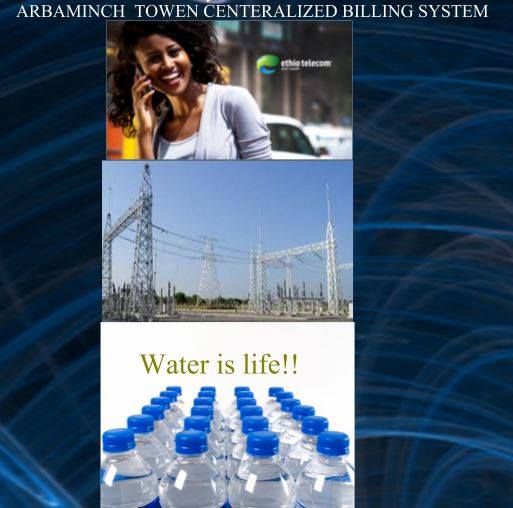 ARBAMINCH TOWEN CENTERALIZED BILLING SYSTEM
ethio telecom
Water is life!!